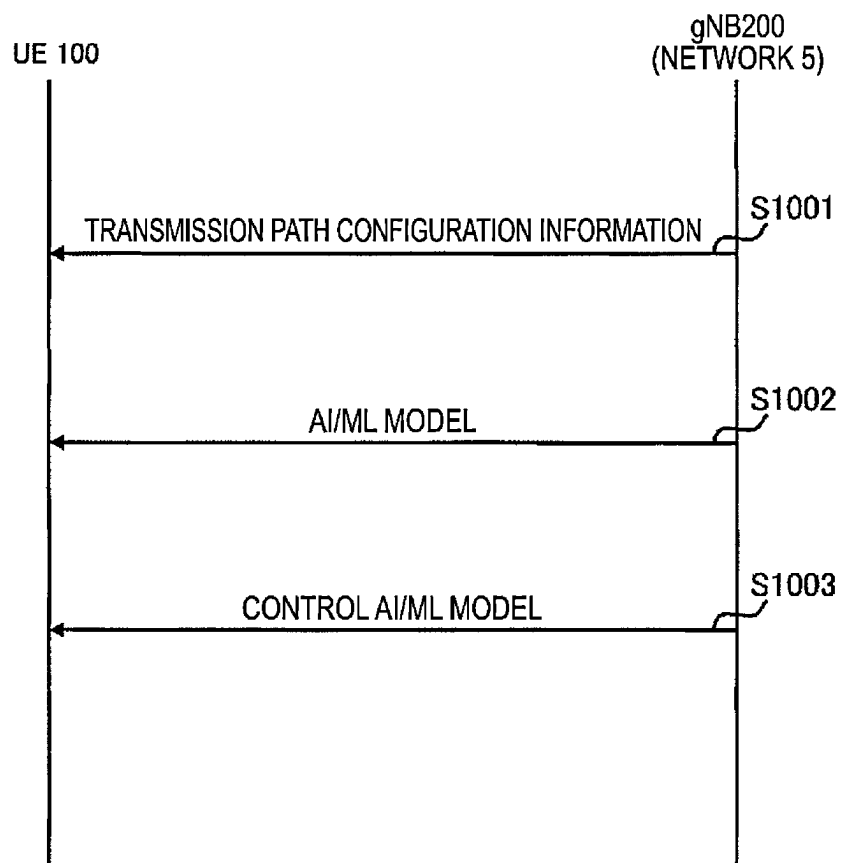 UE 100
gNB200
(NETWORK 5)
S1001
TRANSMISSION PATH CONFIGURATION INFORMATION
S1002
AI/ML MODEL
S1003
CONTROL AI/ML MODEL